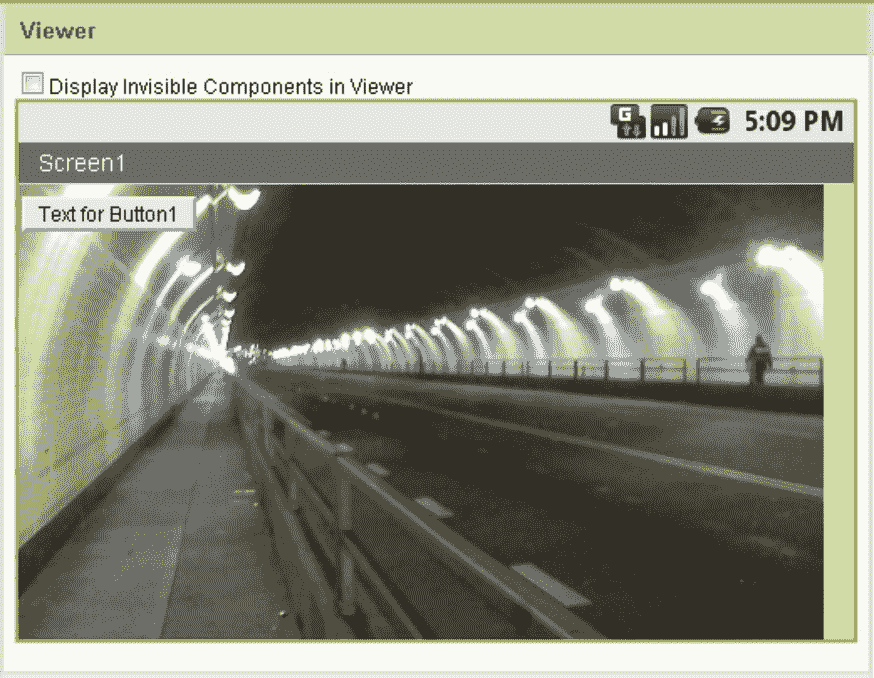 Viewer
Display Invisible Components in Viewer
G
5:09 PM
Screen1
Text for Button1